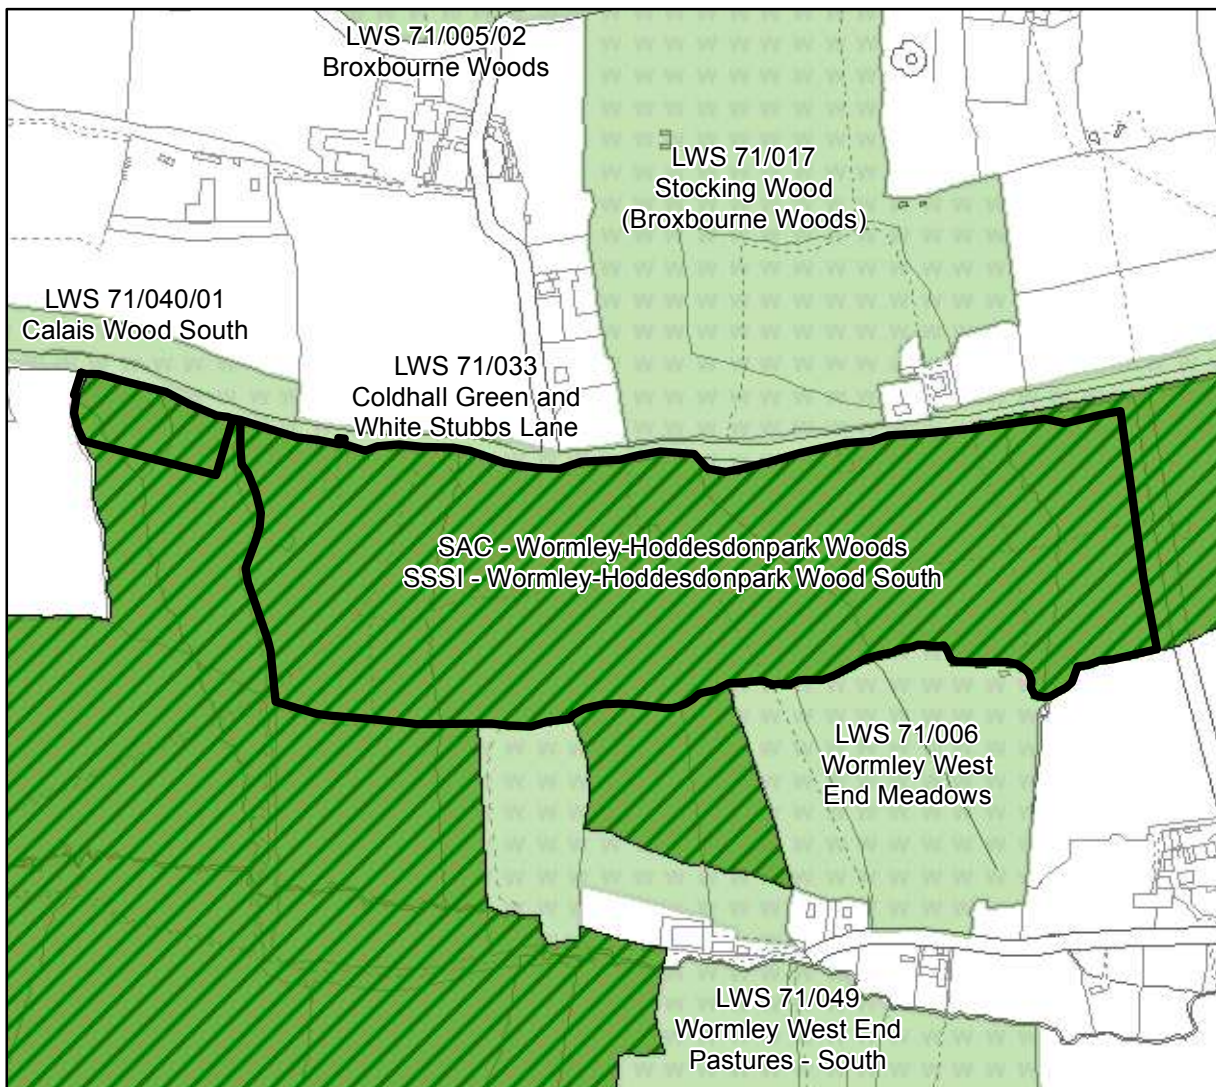 LWS 71/005/02
Broxbourne Woods
LWS 71/017
Stocking Wood
(Broxbourne Woods)
LWS 71/040/01
Calais Wood South
LWS 71/033
Coldhall Green and
White Stubbs Lane
SAC - Wormley-Hoddesdonpark Woods
SSSI - Wormley-Hoddesdonpark Wood South
LWS 71/006
Wormley West
End Meadows
LWS 71/049
Wormley West End
Pastures - South